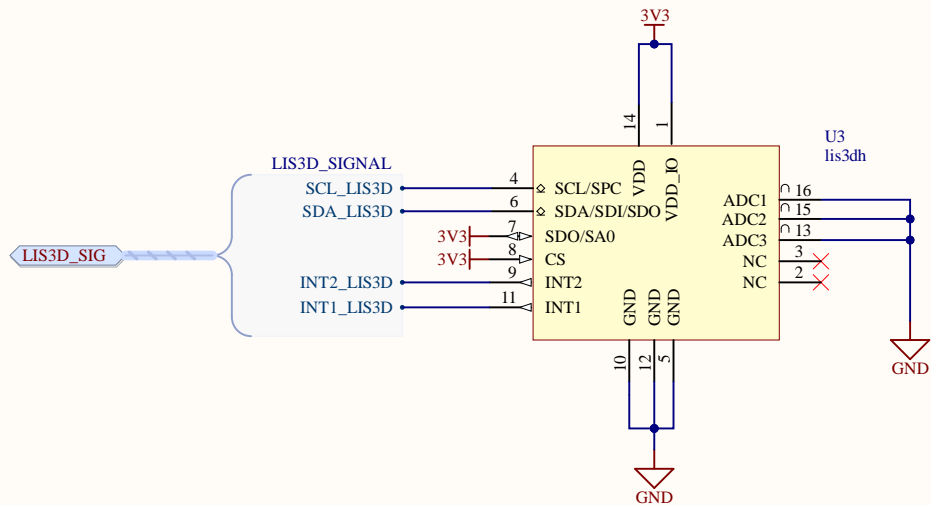 3V3
U3
lis3dh
LIS3D_SIGNAL
14
1
VDD
VDD_IO
SCL_LIS3D
4
SCL/SPC
ADC1
16
SDA_LIS3D
6
SDA/SDI/SDO
ADC2
15
3V3
7
SDO/SA0
ADC3
13
LIS3D_SIG
3V3
8
CS
NC
3
INT2_LIS3D
9
INT2
NC
2
INT1_LIS3D
11
INT1
GND
GND
GND
10
12
5
GND
GND